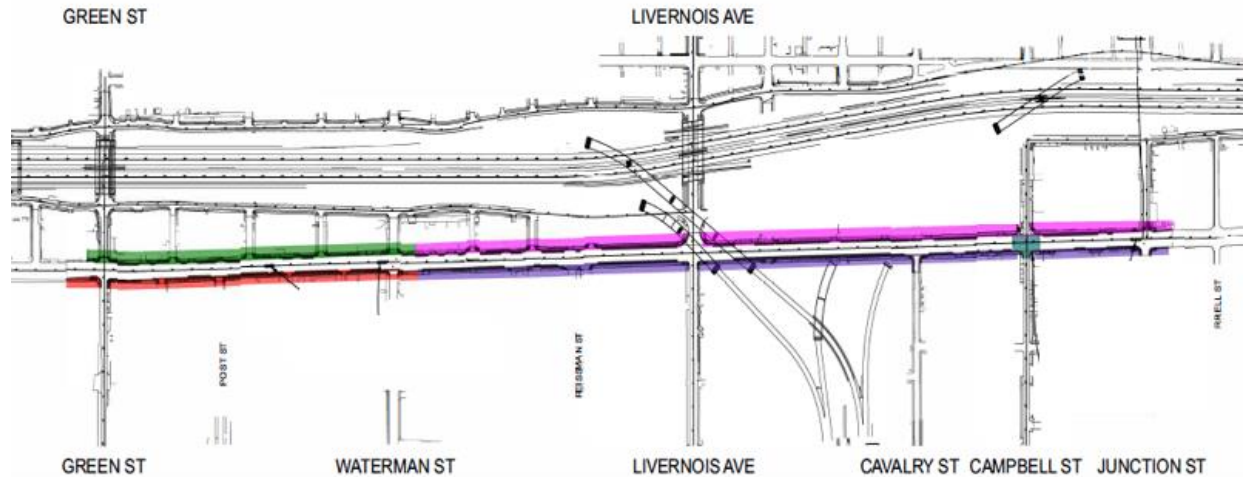 GREEN ST
LIVERNOIS AVE
POST ST
REISSMAN ST
RRELL ST
GREEN ST
WATERMAN ST
LIVERNOIS AVE
CAVALRY ST
CAMPBELL ST
JUNCTION ST